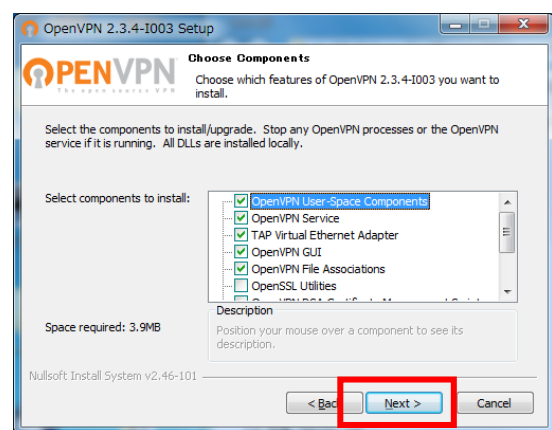 OpenVPN 2.3.4-I003 Setup
OPENVPN
The open source VPN
Choose Components
Choose which features of OpenVPN 2.3.4-I003 you want to
install.
Select the components to install/upgrade. Stop any OpenVPN processes or the OpenVPN
service if it is running. All DLLs are installed locally.
Select components to install:
OpenVPN User-Space Components
OpenVPN Service
TAP Virtual Ethernet Adapter
OpenVPN GUI
OpenVPN File Associations
OpenSSL Utilities
Space required: 3.9MB
Description
Position your mouse over a component to see its
description.
Nullsoft Install System v2.46-101
< Back
Next >
Cancel